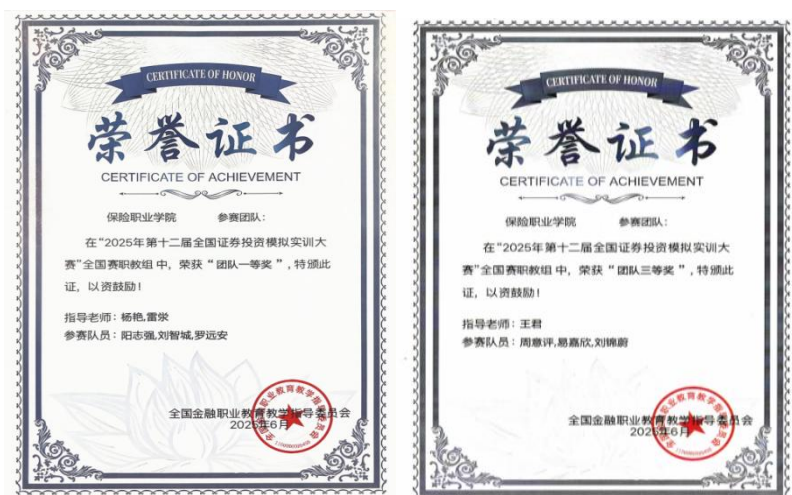 CERTIFICATE OF HONOR
荣誉证书
CERTIFICATE OF ACHIEVEMENT
保险职业学院 参赛团队：
在“2025年第十二届全国证券投资模拟实训大
赛”全国赛职教组中，荣获“团队一等奖”，特颁此
证，以资鼓励！
指导老师：杨艳,雷泶
参赛队员：阳志强,刘智城,罗远安
全国金融职业教育教学指导委员会
2025年6月
CERTIFICATE OF HONOR
荣誉证书
CERTIFICATE OF ACHIEVEMENT
保险职业学院 参赛团队：
在“2025年第十二届全国证券投资模拟实训大
赛”全国赛职教组中，荣获“团队三等奖”，特颁此
证，以资鼓励！
指导老师：王君
参赛队员：周意评,易嘉欣,刘锦蔚
全国金融职业教育教学指导委员会
2025年6月